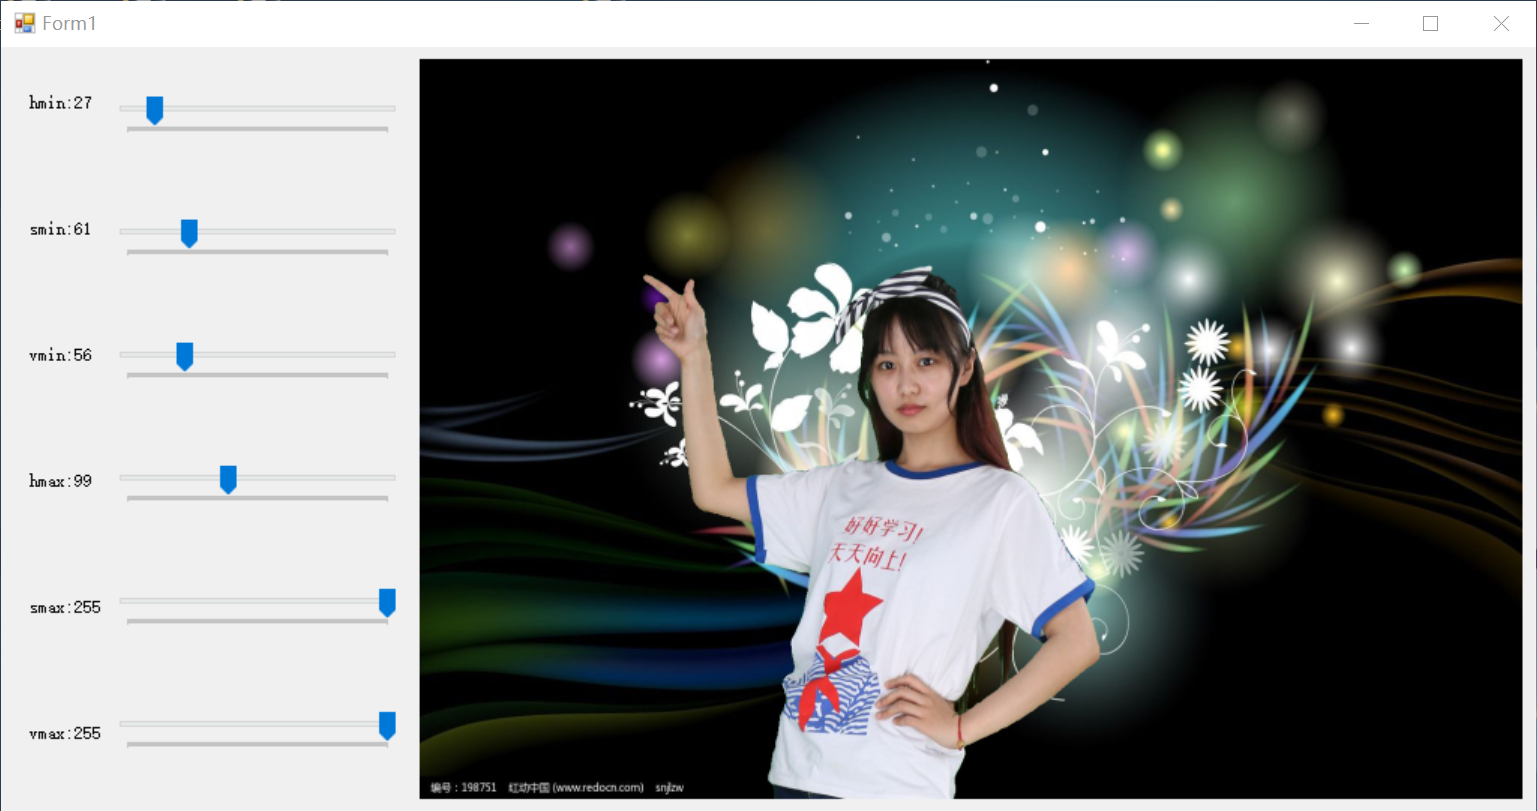 Form1
hmin:27
smin:61
vmin:56
hmax:99
smax:255
vmax:255
好好学习!
天天向上!
编号：198751 红动中国 (www.redocn.com) snjlzw